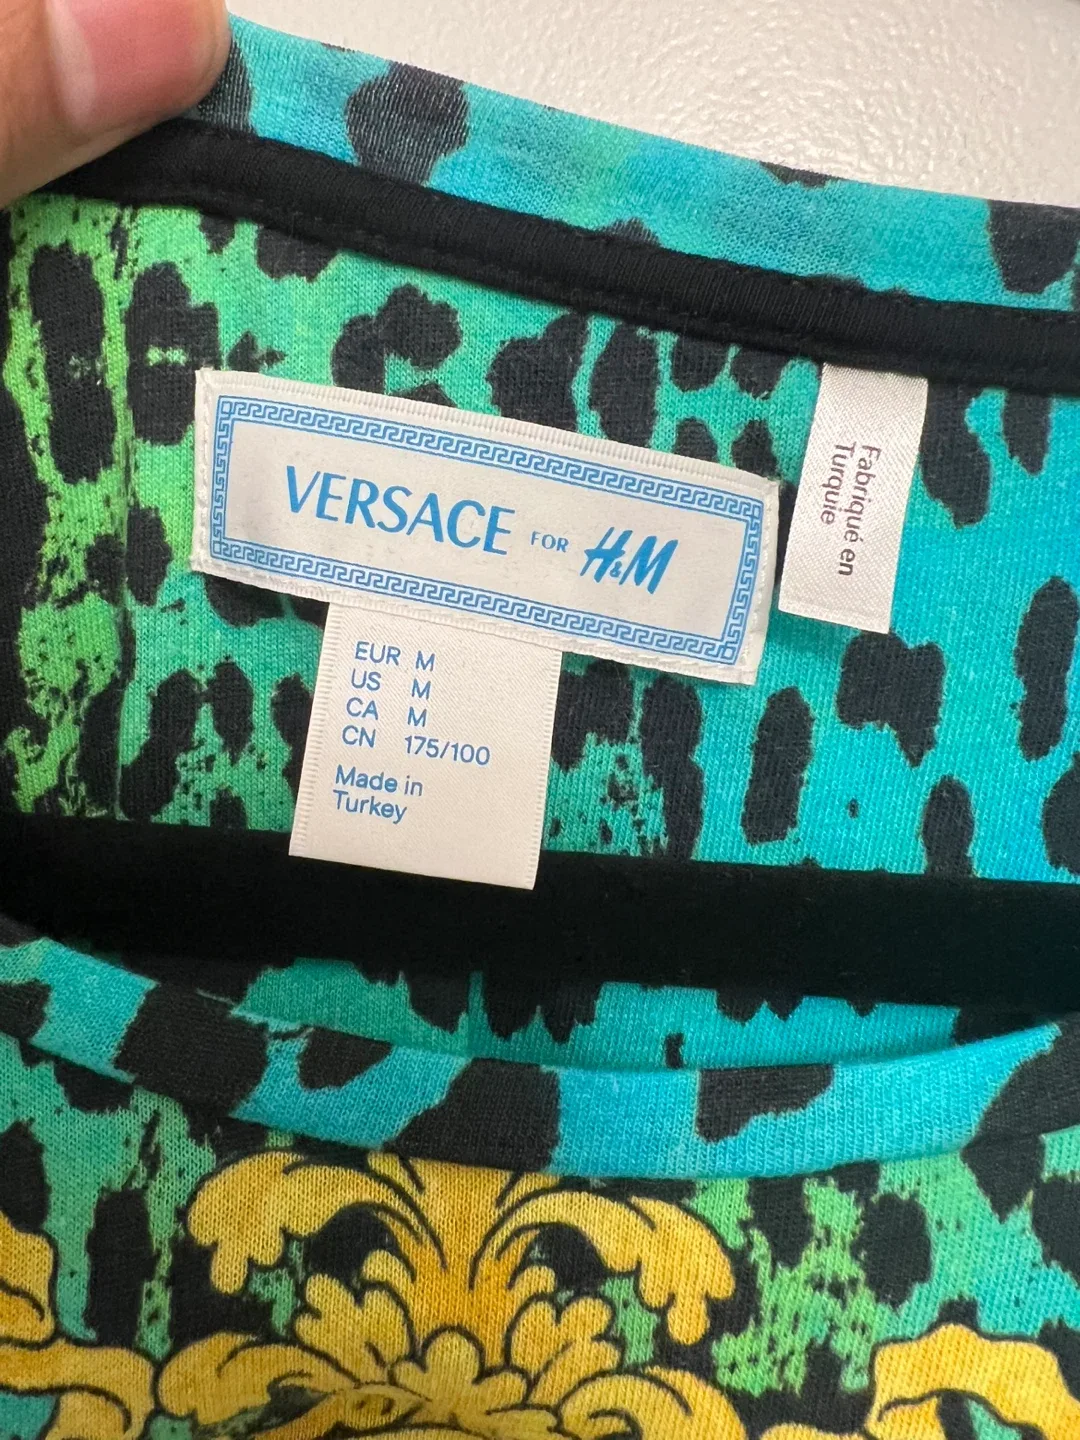 VERSACE FOR H&M
EUR M
US M
CA M
CN 175/100
Made in
Turkey
Fabriqué en
Turquie